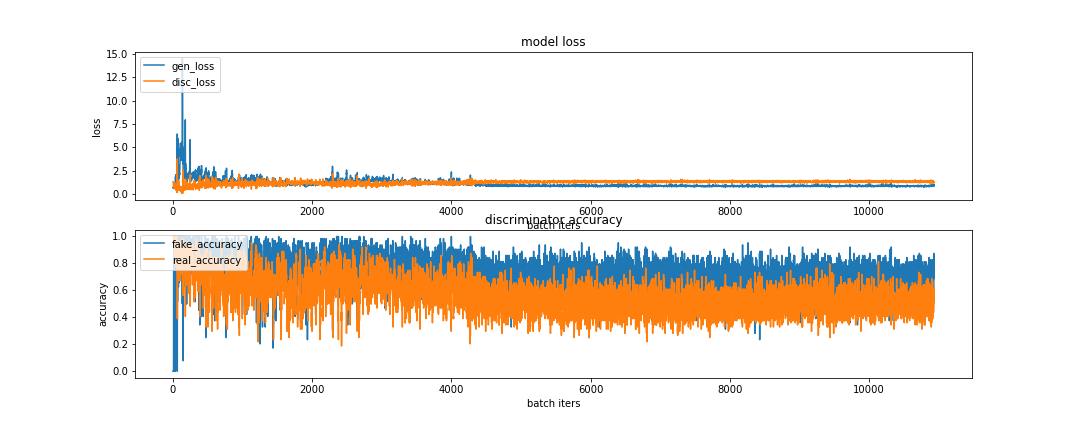 model loss
15.0
12.5
10.0
7.5
5.0
2.5
0.0
loss
gen_loss
disc_loss
0 2000 4000 6000 8000 10000
batch iters
discriminator accuracy
1.0
0.8
0.6
0.4
0.2
0.0
accuracy
fake_accuracy
real_accuracy
0 2000 4000 6000 8000 10000
batch iters